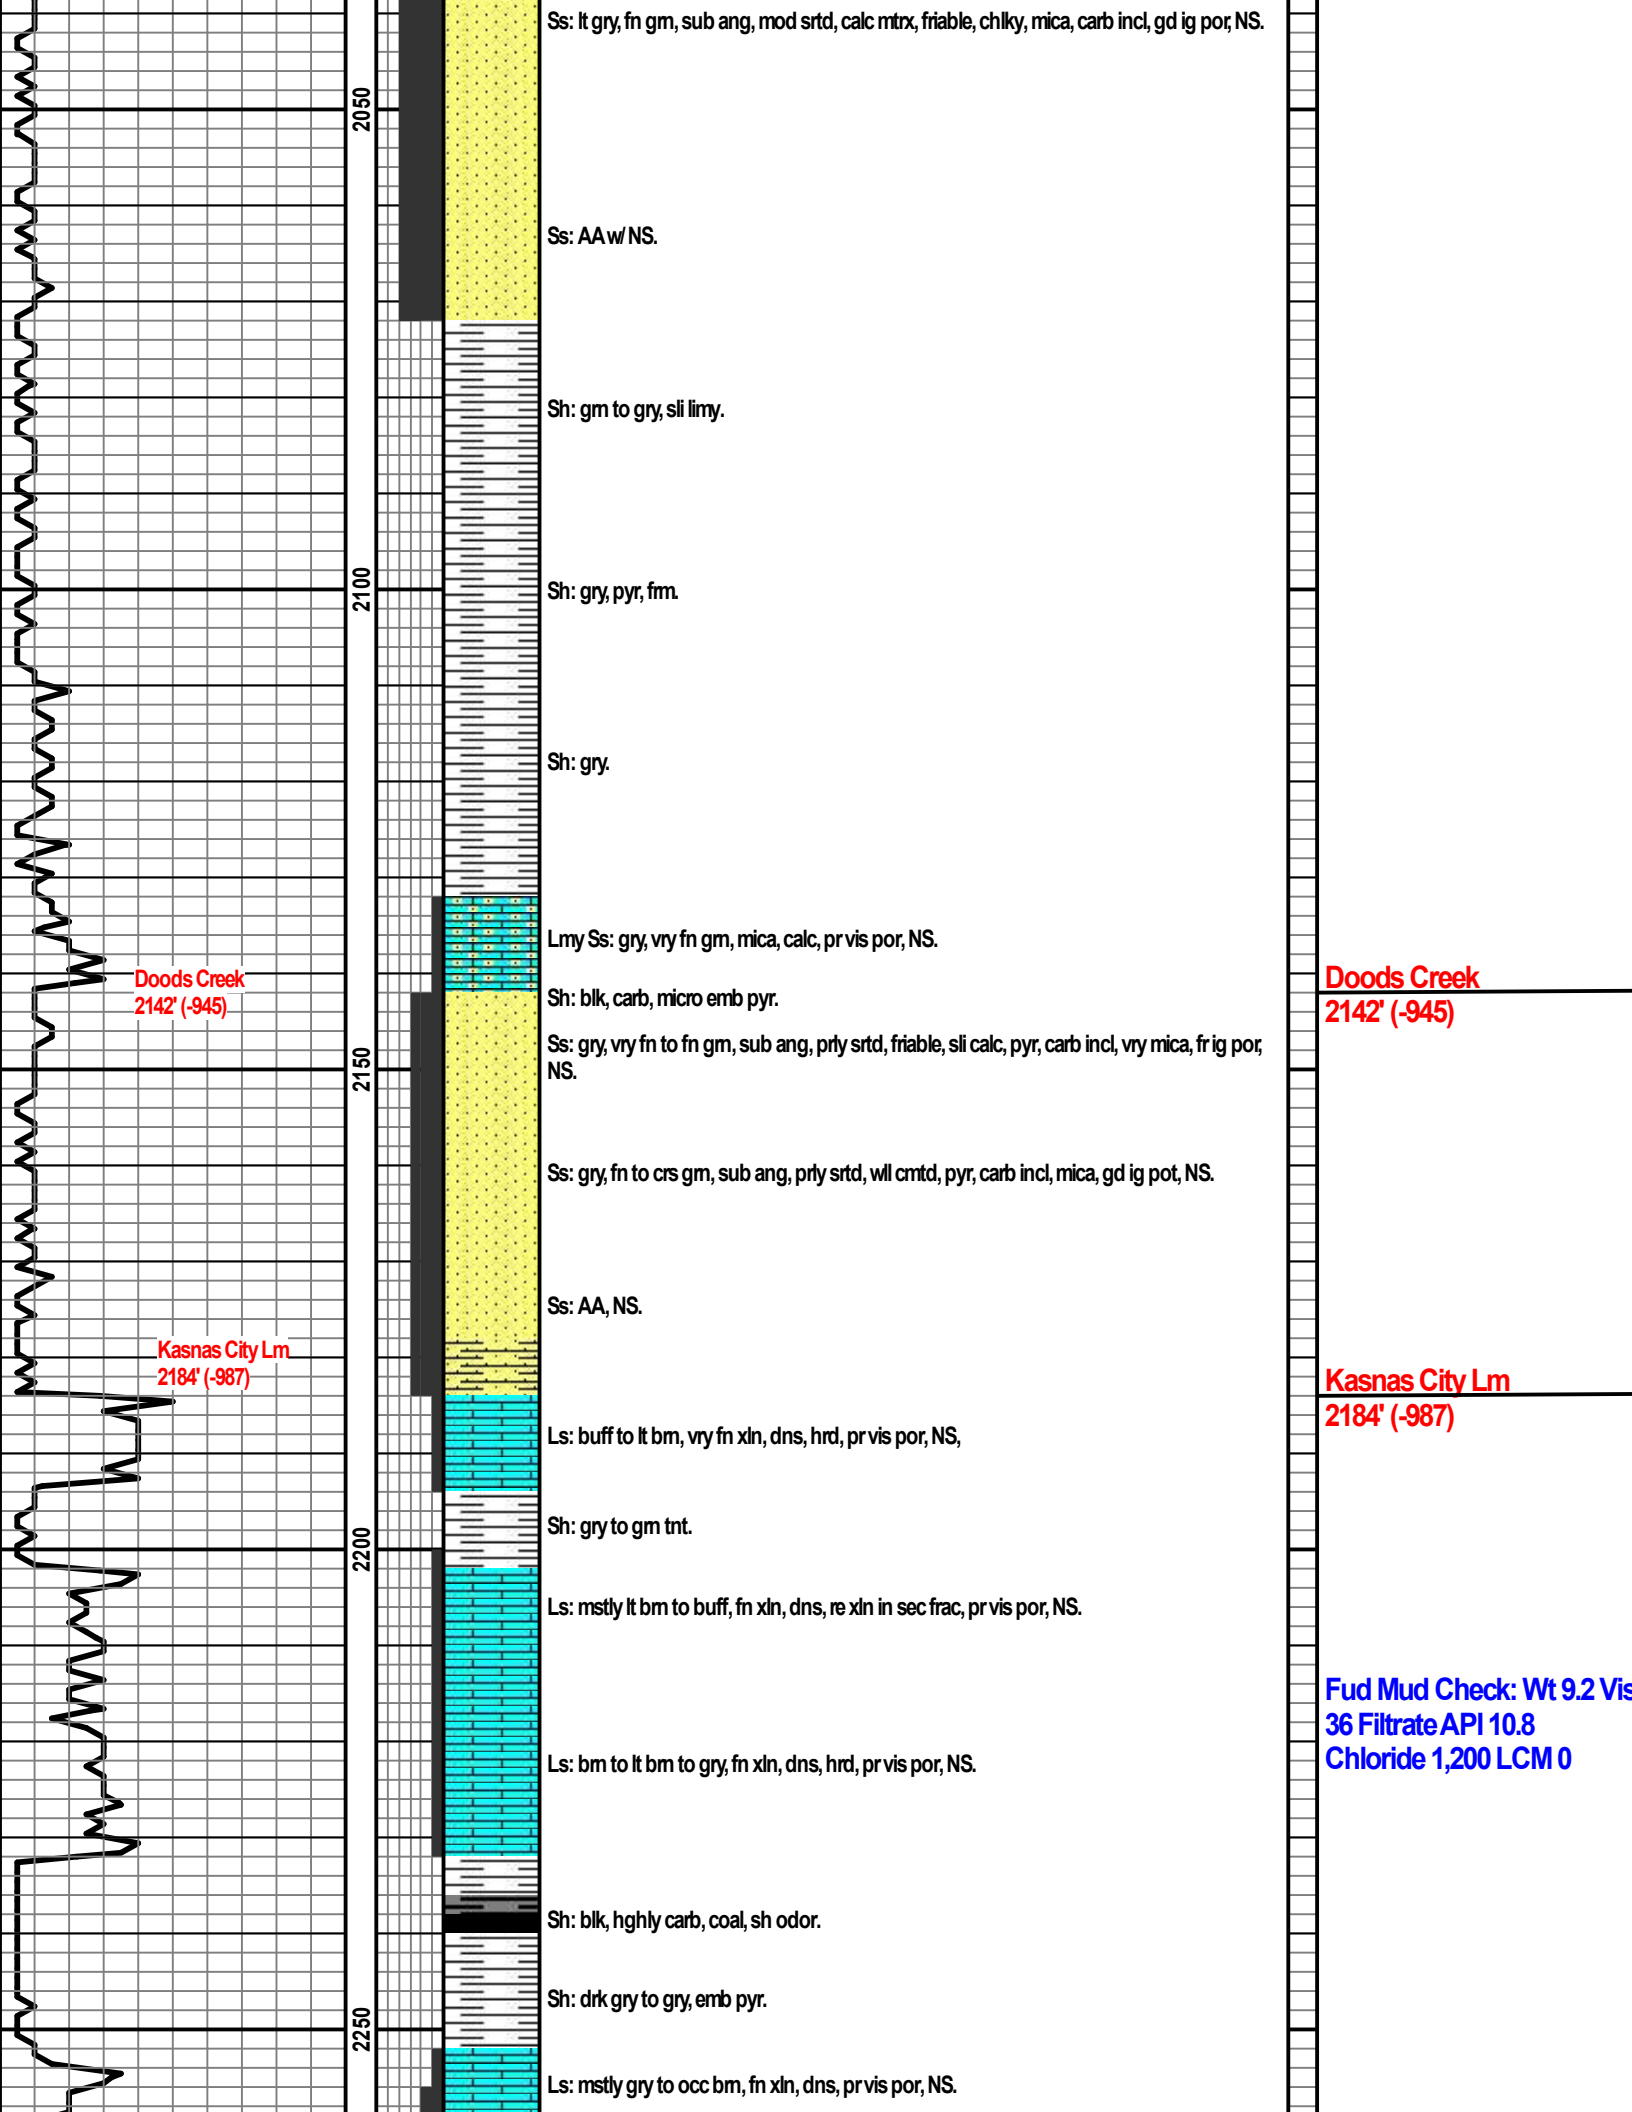 Ss: lt gry, fn grn, sub ang, mod srtd, calc mtrx, friable, chlky, mica, carb incl, gd ig por, NS.
2050
Ss: AA w/ NS.
Sh: grn to gry, sli limy.
2100
Sh: gry, pyr, frm.
Sh: gry.
Lmy Ss: gry, vry fn grn, mica, calc, pr vis por, NS.
Doods Creek
2142' (-945)
Doods Creek
2142' (-945)
Sh: blk, carb, micro emb pyr.
Ss: gry, vry fn to fn grn, sub ang, prly srtd, friable, sli calc, pyr, carb incl, vry mica, fr ig por,
NS.
2150
Ss: gry, fn to crs grn, sub ang, prly srtd, wll cmtd, pyr, carb incl, mica, gd ig pot, NS.
Ss: AA, NS.
Kasnas City Lm
2184' (-987)
Kasnas City Lm
2184' (-987)
Ls: buff to lt brn, vry fn xln, dns, hrd, pr vis por, NS,
Sh: gry to grn tnt.
2200
Ls: mstly lt brn to buff, fn xln, dns, re xln in sec frac, pr vis por, NS.
Fud Mud Check: Wt 9.2 Vis
36 Filtrate API 10.8
Chloride 1,200 LCM 0
Ls: brn to lt brn to gry, fn xln, dns, hrd, pr vis por, NS.
Sh: blk, hghly carb, coal, sh odor.
Sh: drk gry to gry, emb pyr.
2250
Ls: mstly gry to occ brn, fn xln, dns, pr vis por, NS.